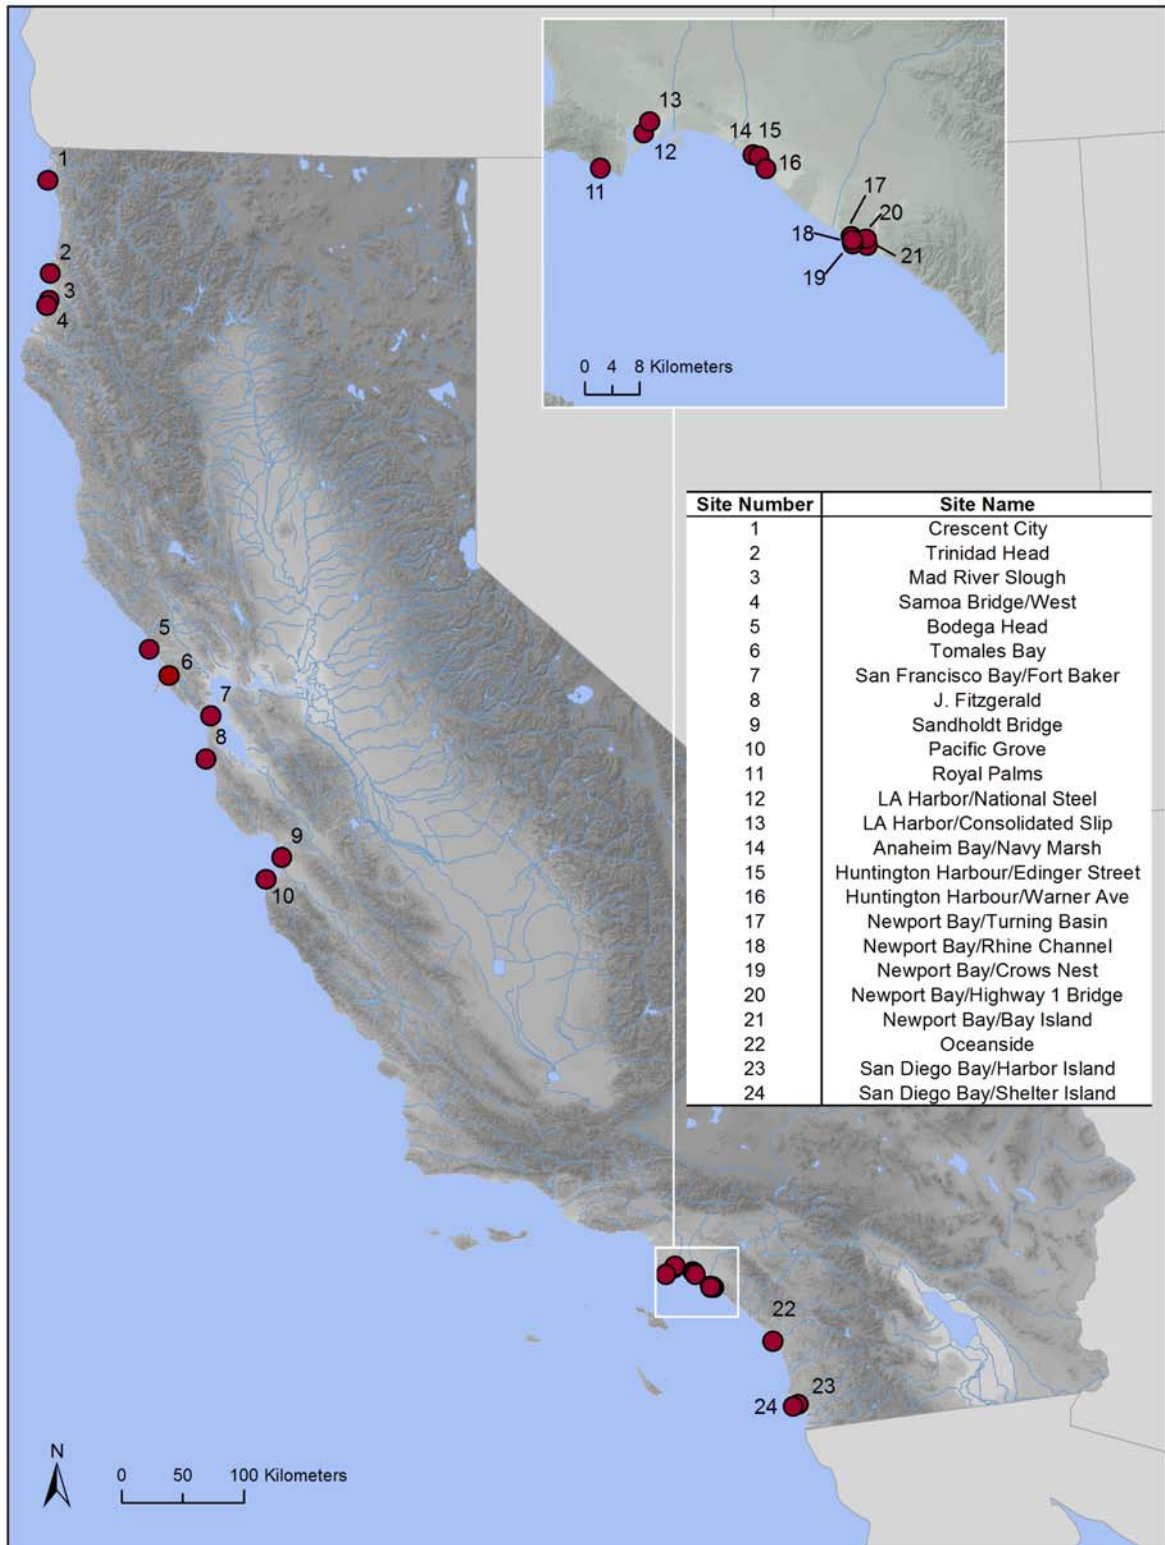 13
12
11
14 15
16
17
20
18
21
19
0 4 8 Kilometers
1
2
3
4
5
6
7
8
9
10
Site Number Site Name
1 Crescent City
2 Trinidad Head
3 Mad River Slough
4 Samoa Bridge/West
5 Bodega Head
6 Tomales Bay
7 San Francisco Bay/Fort Baker
8 J. Fitzgerald
9 Sandholdt Bridge
10 Pacific Grove
11 Royal Palms
12 LA Harbor/National Steel
13 LA Harbor/Consolidated Slip
14 Anaheim Bay/Navy Marsh
15 Huntington Harbour/Edinger Street
16 Huntington Harbour/Warner Ave
17 Newport Bay/Turning Basin
18 Newport Bay/Rhine Channel
19 Newport Bay/Crows Nest
20 Newport Bay/Highway 1 Bridge
21 Newport Bay/Bay Island
22 Oceanside
23 San Diego Bay/Harbor Island
24 San Diego Bay/Shelter Island
22
23
24
N
0 50 100 Kilometers